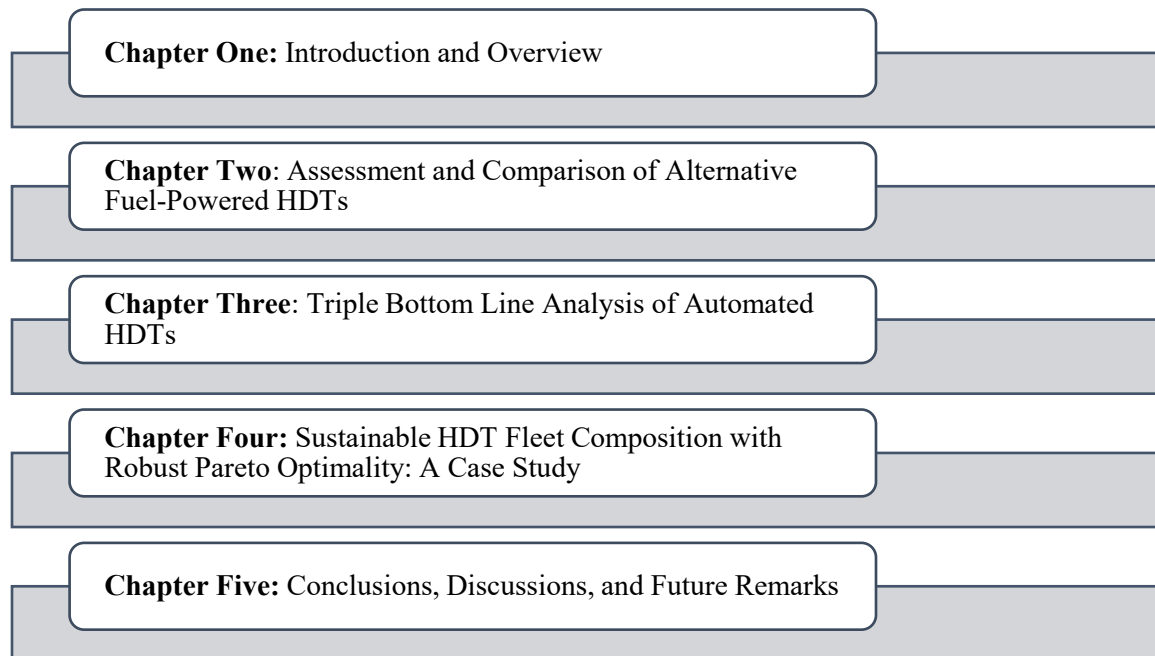 Chapter One: Introduction and Overview
Chapter Two: Assessment and Comparison of Alternative
Fuel-Powered HDTs
Chapter Three: Triple Bottom Line Analysis of Automated
HDTs
Chapter Four: Sustainable HDT Fleet Composition with
Robust Pareto Optimality: A Case Study
Chapter Five: Conclusions, Discussions, and Future Remarks